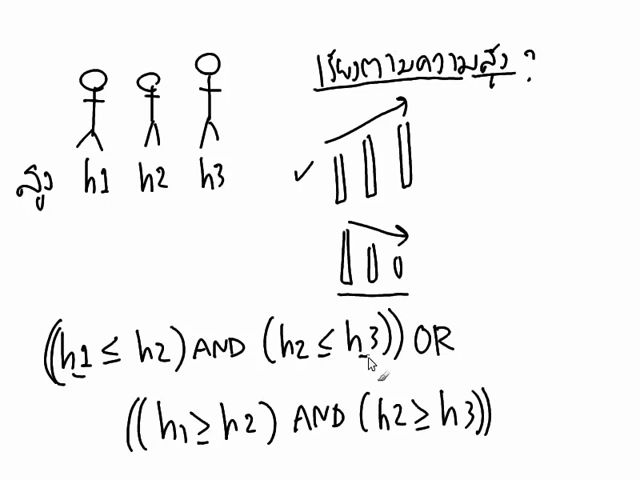 เรียงตามความสูง ?
สูง h1 h2 h3
((h1 ≤ h2) AND (h2 ≤ h3)) OR
((h1 ≥ h2) AND (h2 ≥ h3))